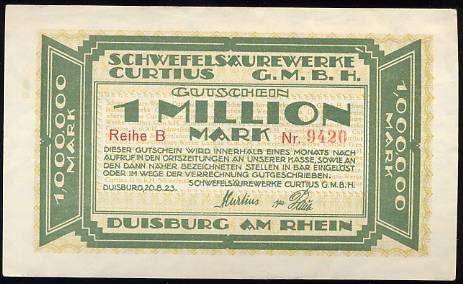 SCHWEFELSÄUREWERKE
CURTIUS G.M.B.H.
GUTSCHEIN
1 MILLION
MARK
Reihe B
Nr. 9420
DIESER GUTSCHEIN WIRD INNERHALB EINES MONATS NACH
AUFRUF IN DEN ORTSZEITUNGEN AN UNSERER KASSE, SOWIE AN
DEN DANN NÄHER BEZEICHNETEN STELLEN IN BAR EINGELÖST
ODER IM WEGE DER VERRECHNUNG GUTGESCHRIEBEN.
DUISBURG, 20.8.23. SCHWEFELSÄUREWERKE CURTIUS G.M.B.H.
DUISBURG AM RHEIN
1,000,000
MARK
1,000,000
MARK